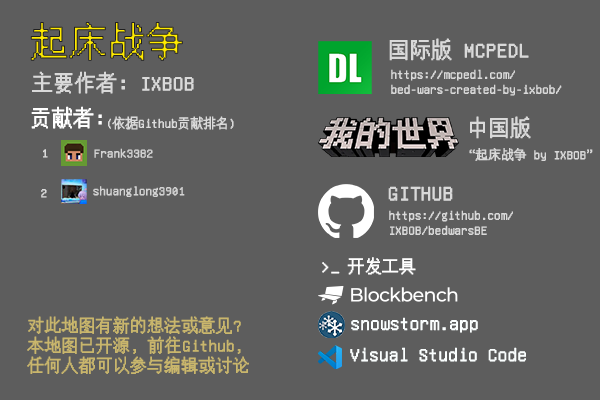 起床战争
主要作者: IXBOB
贡献者:(依据Github贡献排名)
1 Frank3382
2 shuanglong3901
对此地图有新的想法或意见?
本地图已开源，前往Github，
任何人都可以参与编辑或讨论
DL
国际版 MCPEDL
https://mcpedl.com/
bed-wars-created-by-ixbob/
我的世界 中国版
“起床战争 by IXBOB”
GITHUB
https://github.com/
IXBOB/bedwarsBE
>_ 开发工具
Blockbench
snowstorm.app
Visual Studio Code